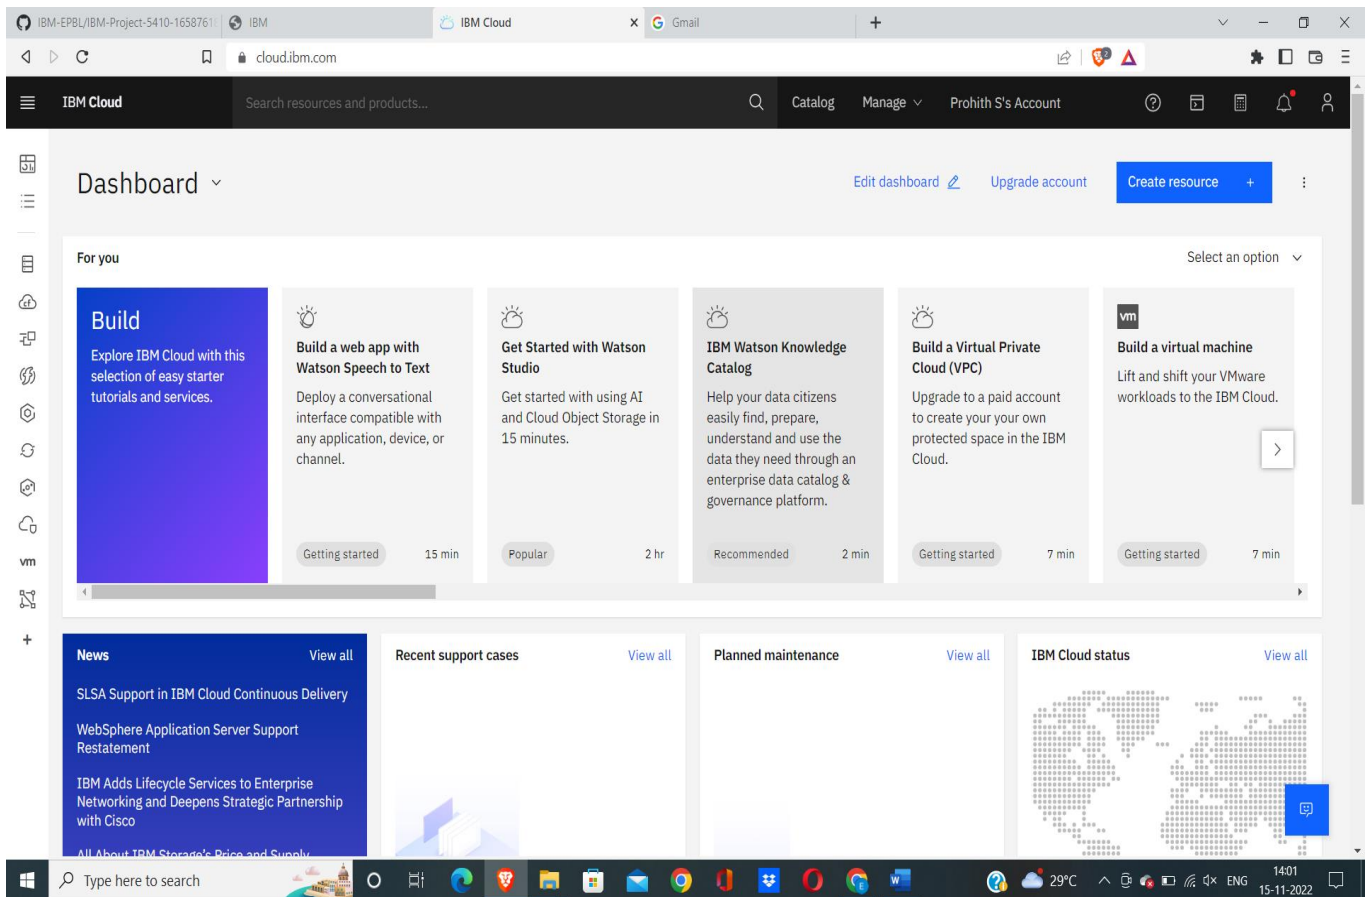 IBM-EPBL/IBM-Project-5410-1658761
IBM
IBM Cloud
Gmail
cloud.ibm.com
2
IBM Cloud
Search resources and products...
Catalog
Manage
Prohith S's Account
Dashboard
Edit dashboard
Upgrade account
Create resource +
For you
Select an option
Build
Explore IBM Cloud with this
selection of easy starter
tutorials and services.
Build a web app with
Watson Speech to Text
Deploy a conversational
interface compatible with
any application, device, or
channel.
Getting started
15 min
Get Started with Watson
Studio
Get started with using AI
and Cloud Object Storage in
15 minutes.
Popular
2 hr
IBM Watson Knowledge
Catalog
Help your data citizens
easily find, prepare,
understand and use the
data they need through an
enterprise data catalog &
governance platform.
Recommended
2 min
Build a Virtual Private
Cloud (VPC)
Upgrade to a paid account
to create your your own
protected space in the IBM
Cloud.
Getting started
7 min
vm
Build a virtual machine
Lift and shift your VMware
workloads to the IBM Cloud.
Getting started
7 min
cf
vm
News
View all
SLSA Support in IBM Cloud Continuous Delivery
WebSphere Application Server Support
Restatement
IBM Adds Lifecycle Services to Enterprise
Networking and Deepens Strategic Partnership
with Cisco
All About IBM Storage's Price and Supply
Recent support cases
View all
Planned maintenance
View all
IBM Cloud status
View all
Type here to search
29°C
ENG
14:01
15-11-2022